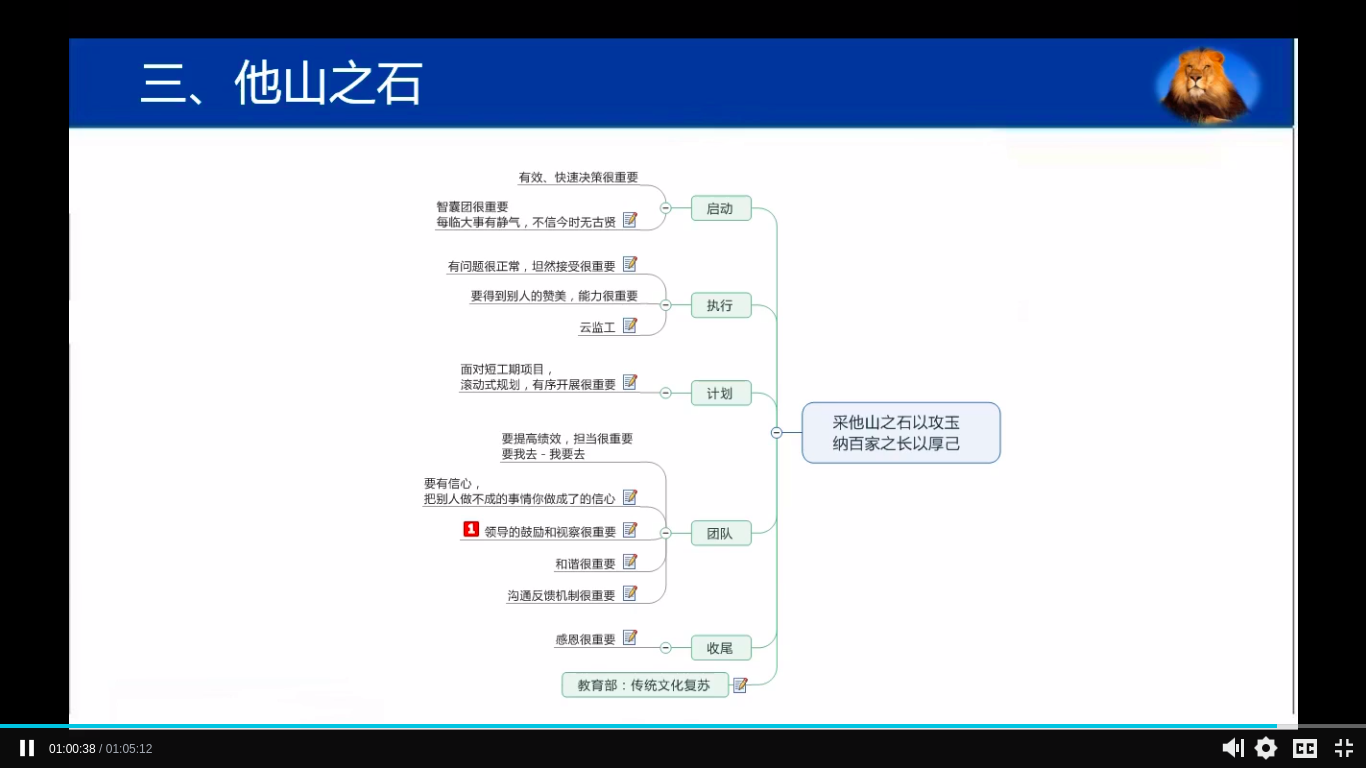 三、他山之石
有效、快速决策很重要
智囊团很重要
每临大事有静气，不信今时无古贤
启动
有问题很正常，坦然接受很重要
要得到别人的赞美，能力很重要
云监工
执行
面对短工期项目，
滚动式规划，有序开展很重要
计划
要提高绩效，担当很重要
要我去－我要去
要有信心，
把别人做不成的事情你做成了的信心
1 领导的鼓励和视察很重要
和谐很重要
沟通反馈机制很重要
团队
感恩很重要
收尾
教育部：传统文化复苏
采他山之石以攻玉
纳百家之长以厚己
01:00:38 / 01:05:12
CC